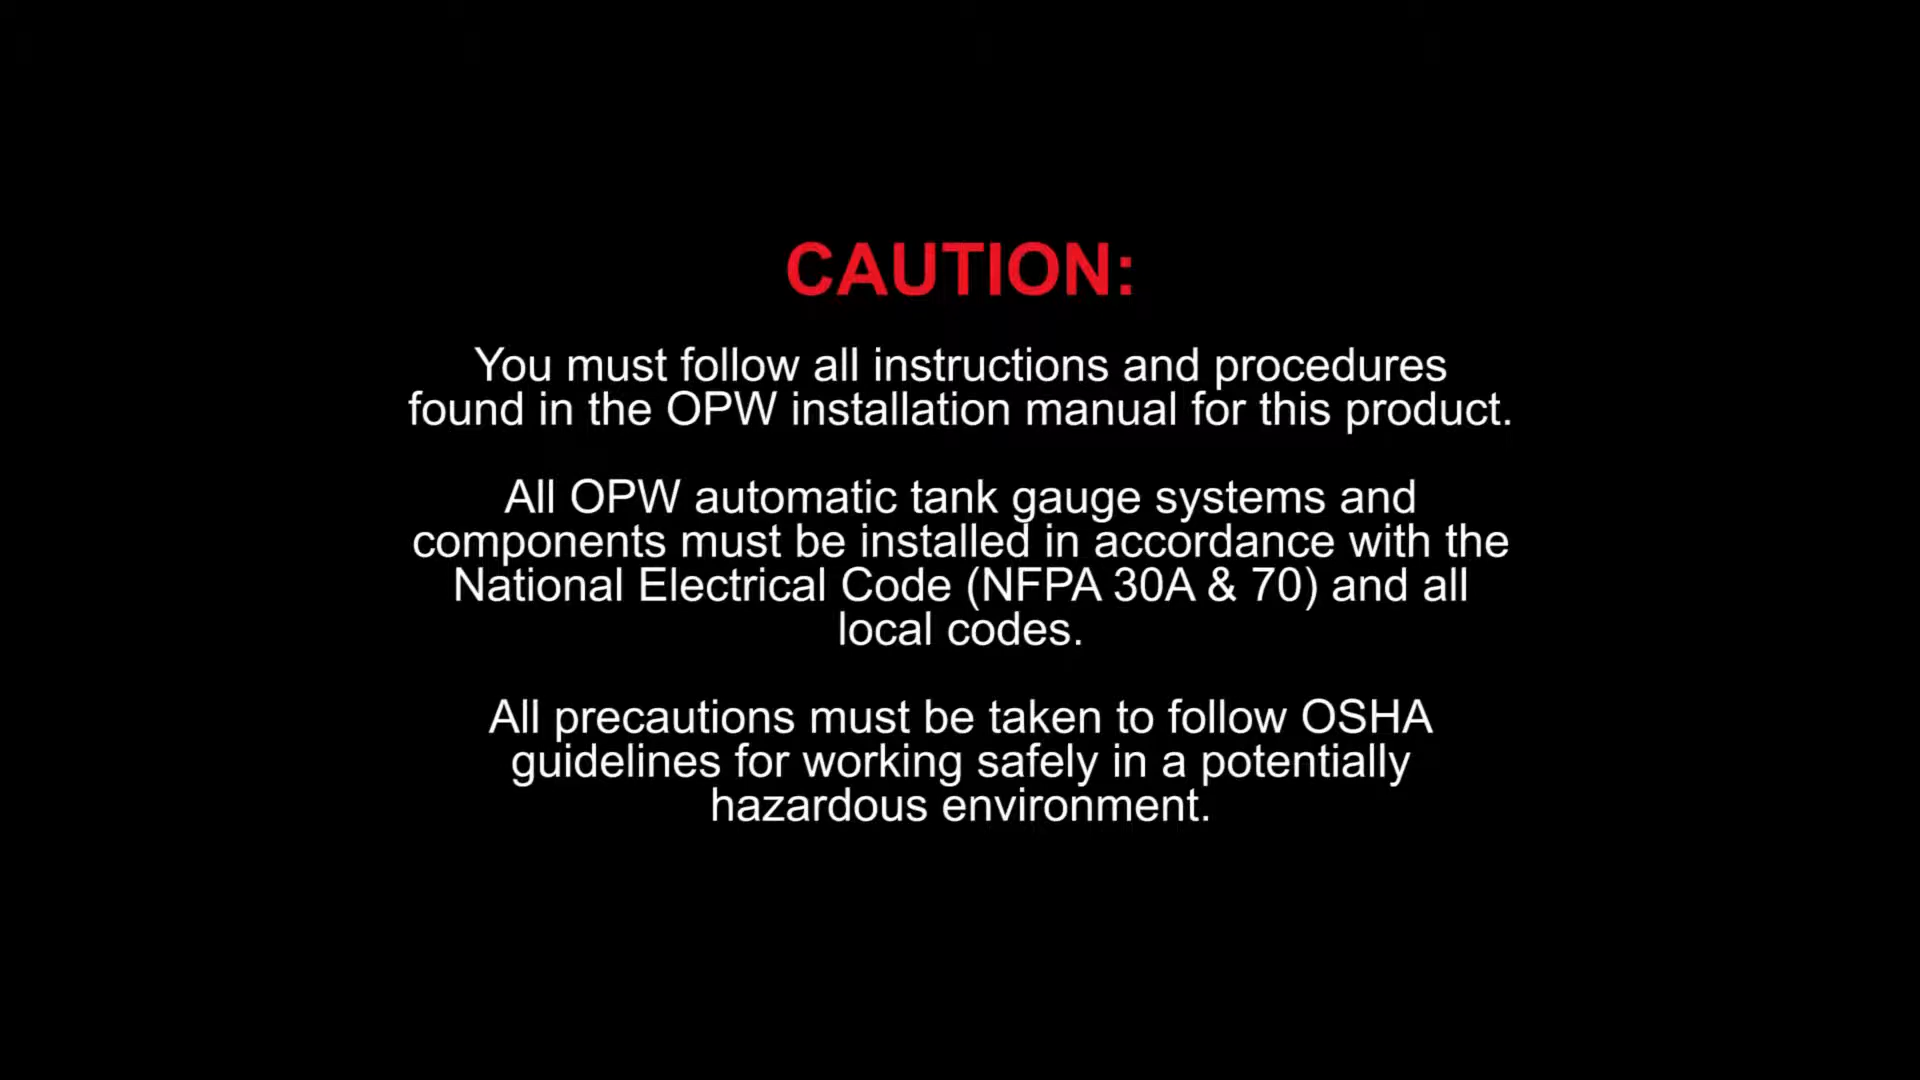 CAUTION:
You must follow all instructions and procedures
found in the OPW installation manual for this product.
All OPW automatic tank gauge systems and
components must be installed in accordance with the
National Electrical Code (NFPA 30A & 70) and all
local codes.
All precautions must be taken to follow OSHA
guidelines for working safely in a potentially
hazardous environment.